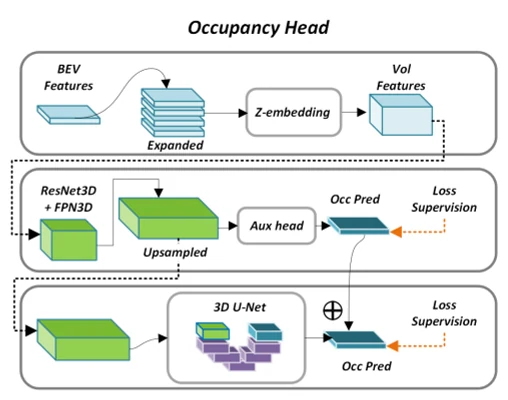 Occupancy Head
BEV
Features
Expanded
Z-embedding
Vol
Features
ResNet3D
+ FPN3D
Upsampled
Aux head
Occ Pred
Loss
Supervision
3D U-Net
Occ Pred
Loss
Supervision